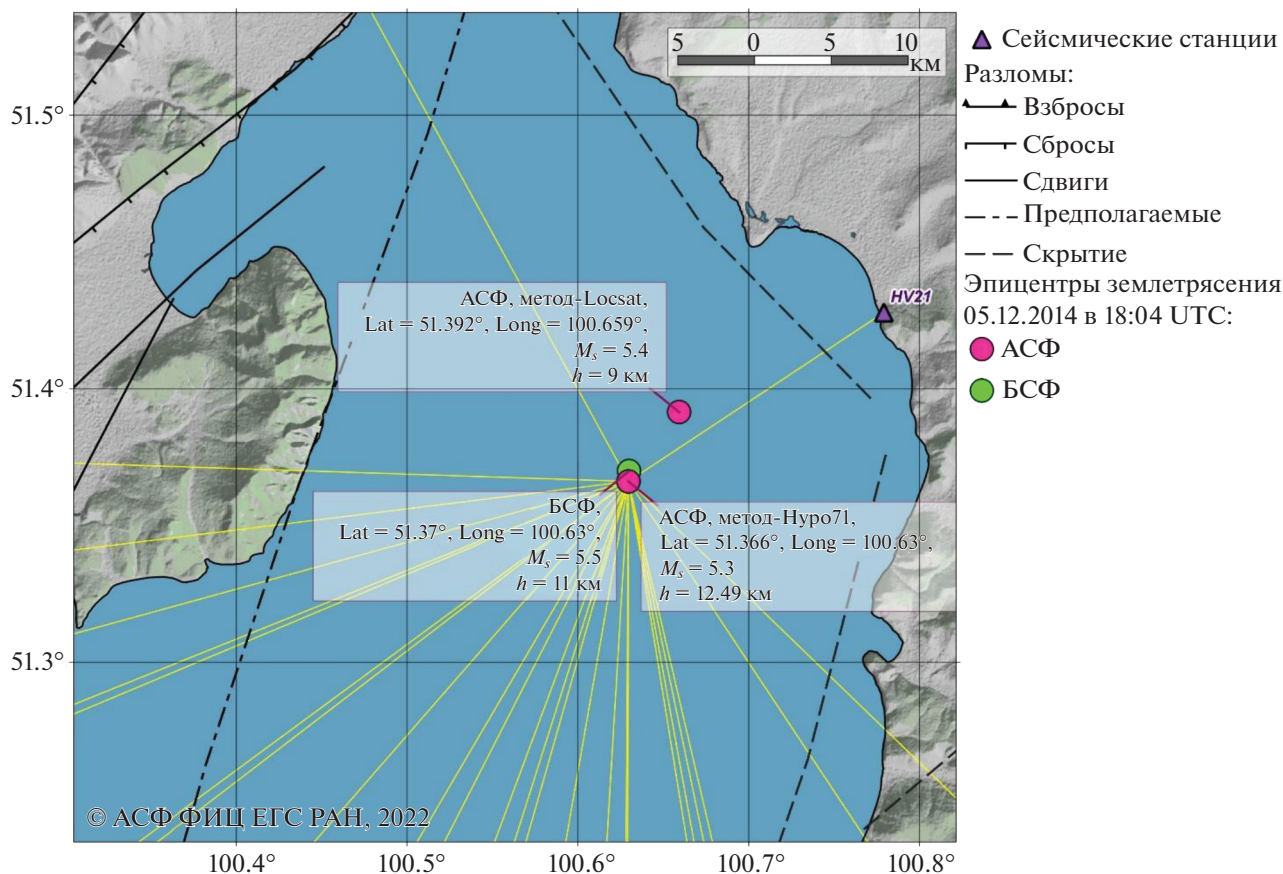 5 0 5 10
км
51.5°
51.4°
51.3°
HV21
АСФ, метод-Locsat,
Lat = 51.392°, Long = 100.659°,
Ms = 5.4
h = 9 км
БСФ,
Lat = 51.37°, Long = 100.63°,
Ms = 5.5
h = 11 км
АСФ, метод-Hypo71,
Lat = 51.366°, Long = 100.63°,
Ms = 5.3
h = 12.49 км
© АСФ ФИЦ ЕГС РАН, 2022
100.4° 100.5° 100.6° 100.7° 100.8°
Сейсмические станции
Разломы:
Взбросы
Сбросы
Сдвиги
Предполагаемые
Скрытие
Эпицентры землетрясения
05.12.2014 в 18:04 UTC:
АСФ
БСФ